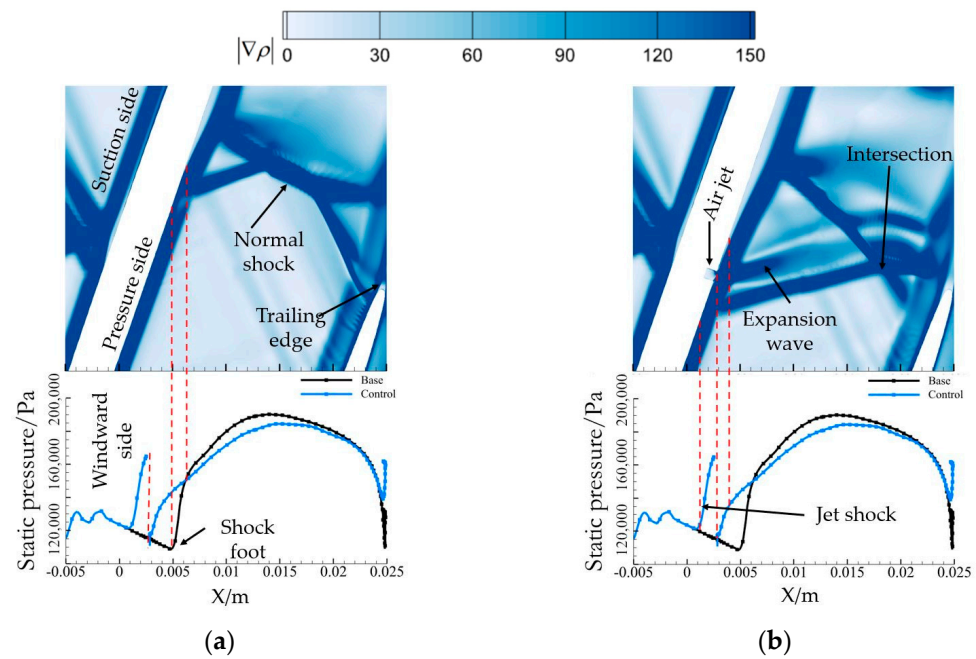 |∇ρ| 0 30 60 90 120 150
Suction side
Pressure side
Normal
shock
Trailing
edge
Air jet
Intersection
Expansion
wave
Static pressure/Pa
200,000
160,000
120,000
Windward
side
Base
Control
Shock
foot
-0.005 0 0.005 0.01 0.015 0.02 0.025
X/m
(a)
Static pressure/Pa
200,000
160,000
120,000
Base
Control
Jet shock
-0.005 0 0.005 0.01 0.015 0.02 0.025
X/m
(b)